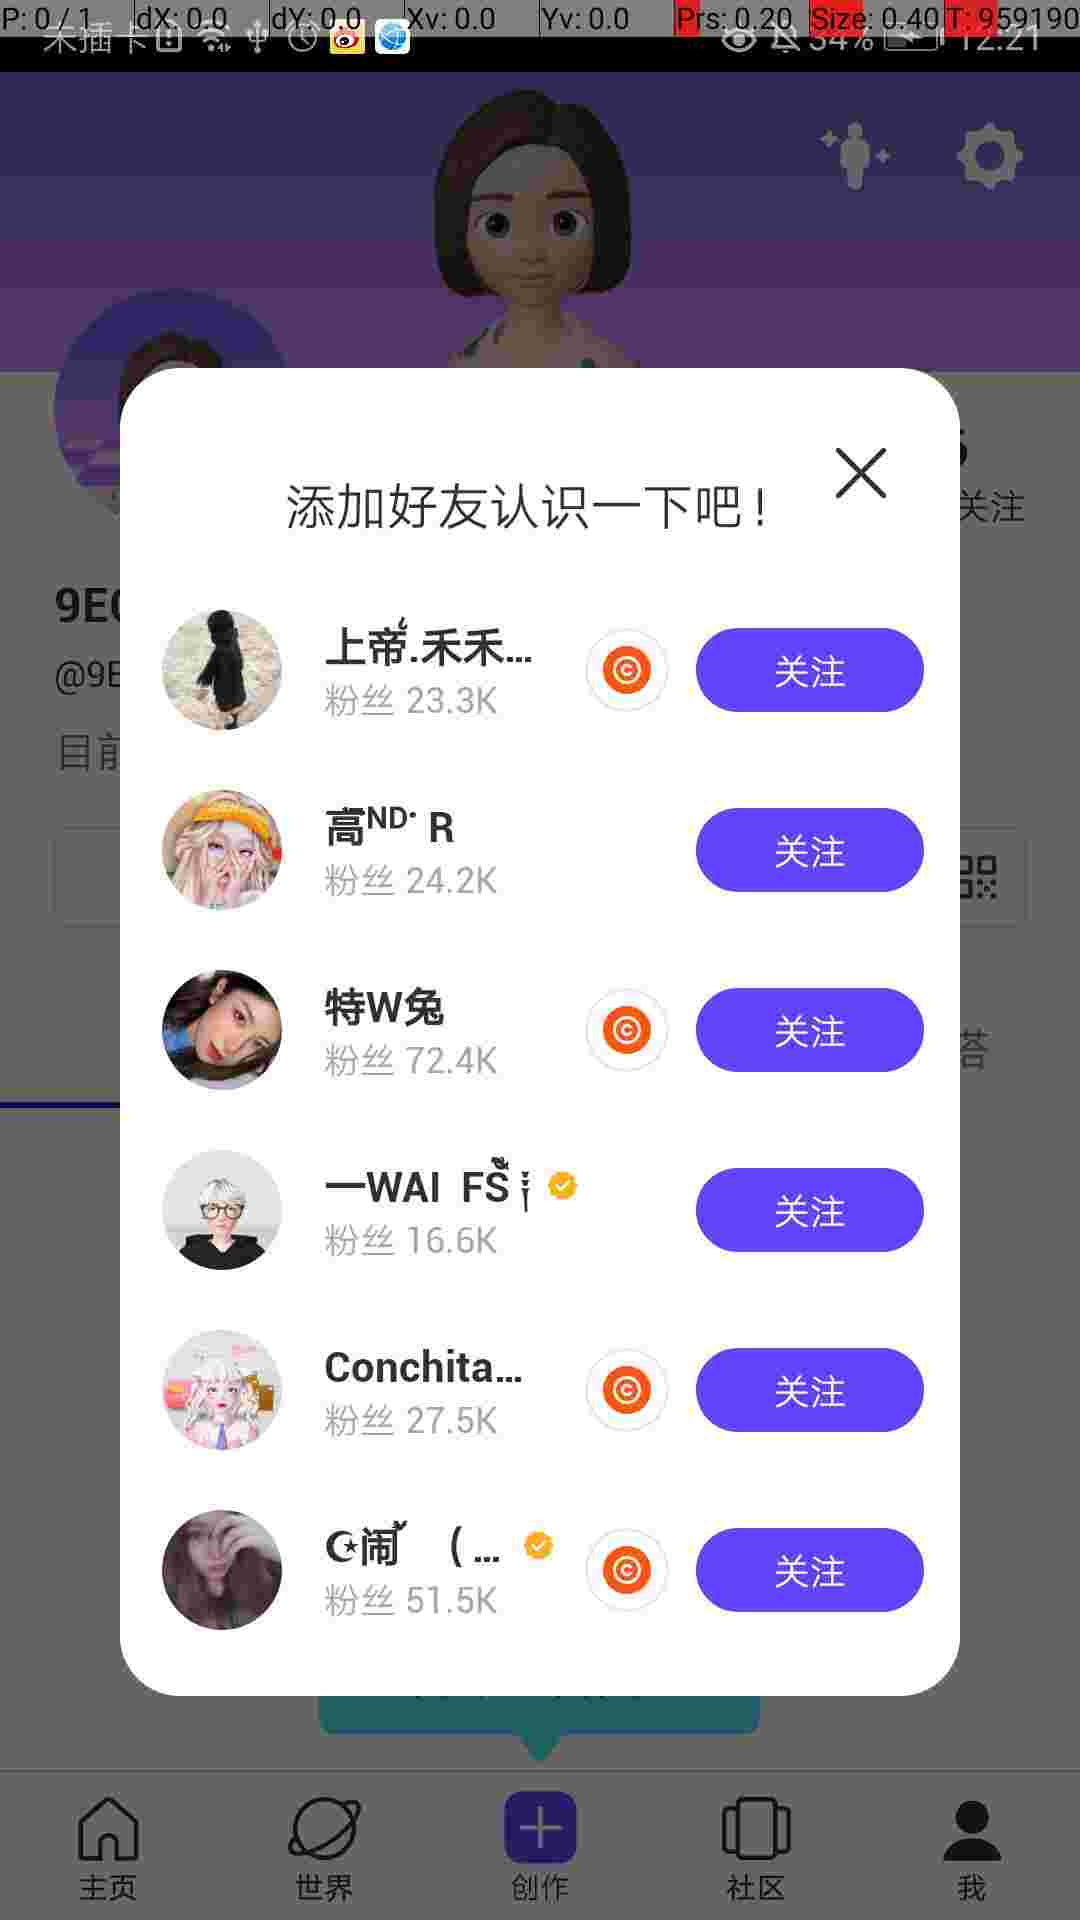 P: 0 / 1 dX: 0.0 dY: 0.0 Xv: 0.0 Yv: 0.0 Prs: 0.20 Size: 0.40 T: 959190
未插卡 34% 12:21
添加好友认识一下吧！
关注
9E
上帝.禾禾...
粉丝 23.3K
关注
@9E
目前
高ND· R
粉丝 24.2K
关注
特W兔
粉丝 72.4K
关注
答
一WAI FS
粉丝 16.6K
关注
Conchita...
粉丝 27.5K
关注
☪闹 ( ...
粉丝 51.5K
关注
主页
世界
创作
社区
我